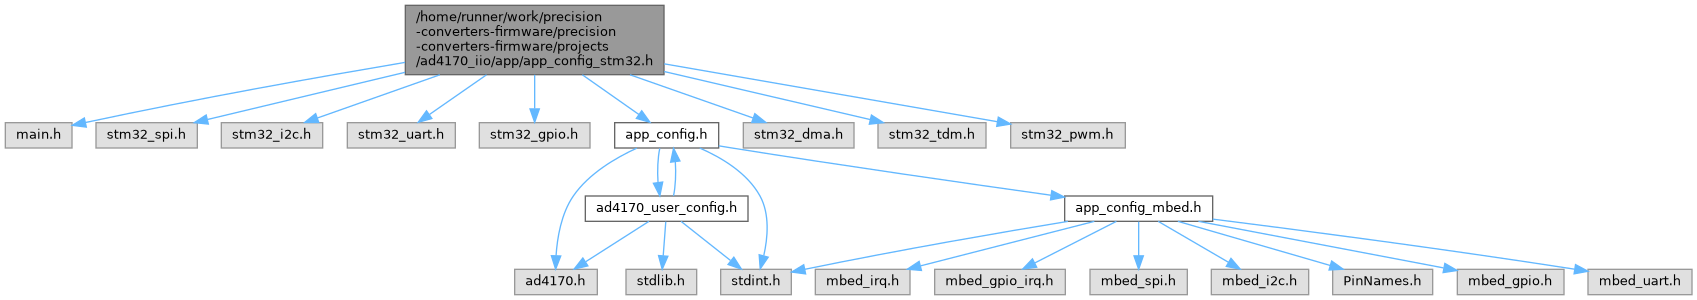 /home/runner/work/precision
-converters-firmware/precision
-converters-firmware/projects
/ad4170_iio/app/app_config_stm32.h
main.h
stm32_spi.h
stm32_i2c.h
stm32_uart.h
stm32_gpio.h
app_config.h
stm32_dma.h
stm32_tdm.h
stm32_pwm.h
ad4170_user_config.h
app_config_mbed.h
ad4170.h
stdlib.h
stdint.h
mbed_irq.h
mbed_gpio_irq.h
mbed_spi.h
mbed_i2c.h
PinNames.h
mbed_gpio.h
mbed_uart.h